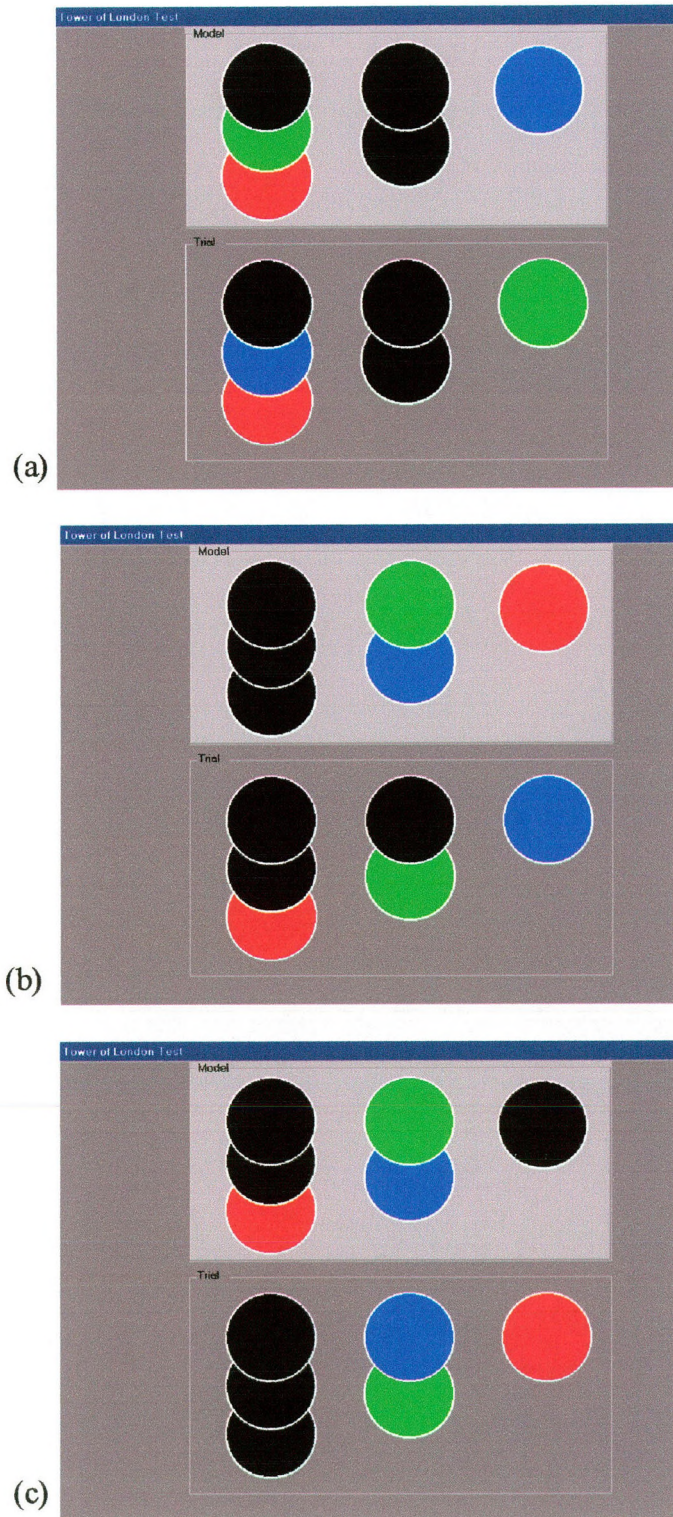 Tower of London Test
Model
Trial
(a)
Tower of London Test
Model
Trial
(b)
Tower of London Test
Model
Trial
(c)